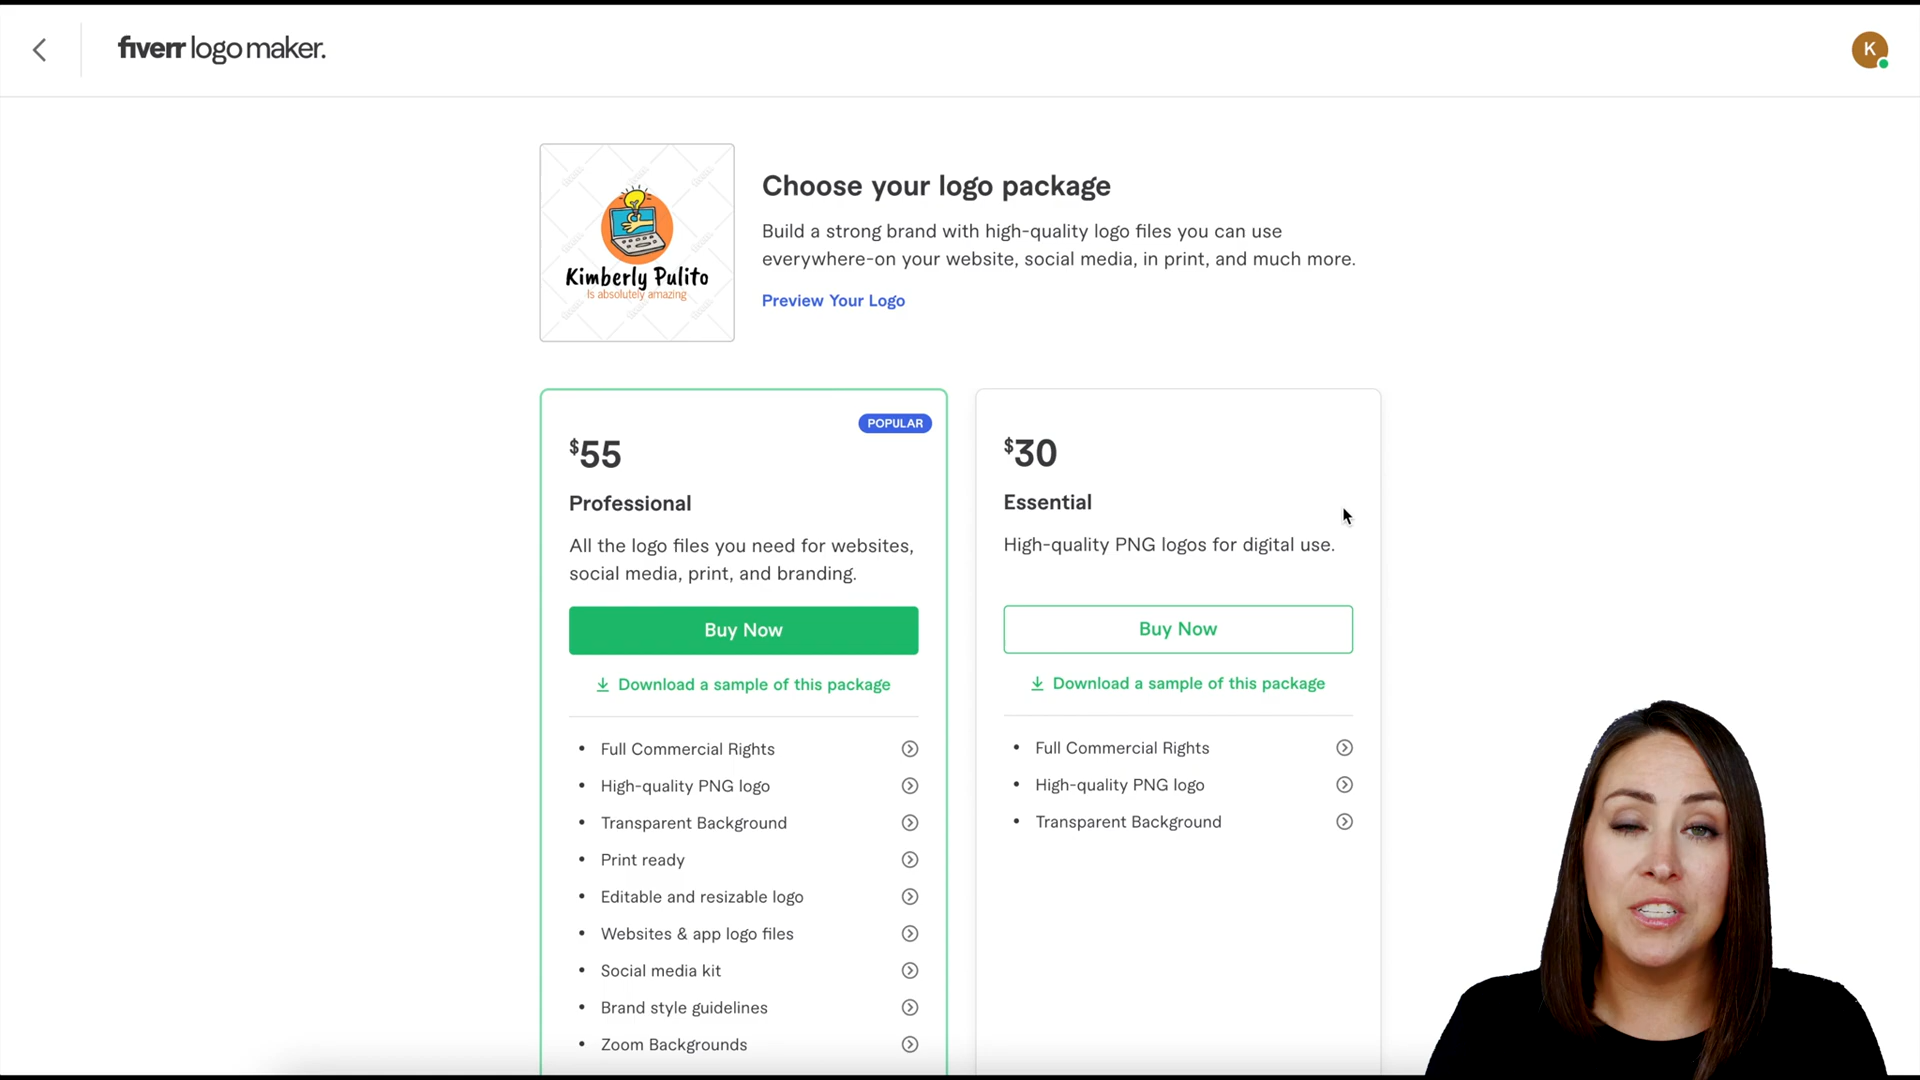 fiverr logo maker.
K
Kimberly Pulito
Is absolutely amazing
Choose your logo package
Build a strong brand with high-quality logo files you can use
everywhere-on your website, social media, in print, and much more.
Preview Your Logo
POPULAR
$55
Professional
All the logo files you need for websites,
social media, print, and branding.
Buy Now
Download a sample of this package
• Full Commercial Rights
• High-quality PNG logo
• Transparent Background
• Print ready
• Editable and resizable logo
• Websites & app logo files
• Social media kit
• Brand style guidelines
• Zoom Backgrounds
$30
Essential
High-quality PNG logos for digital use.
Buy Now
Download a sample of this package
• Full Commercial Rights
• High-quality PNG logo
• Transparent Background